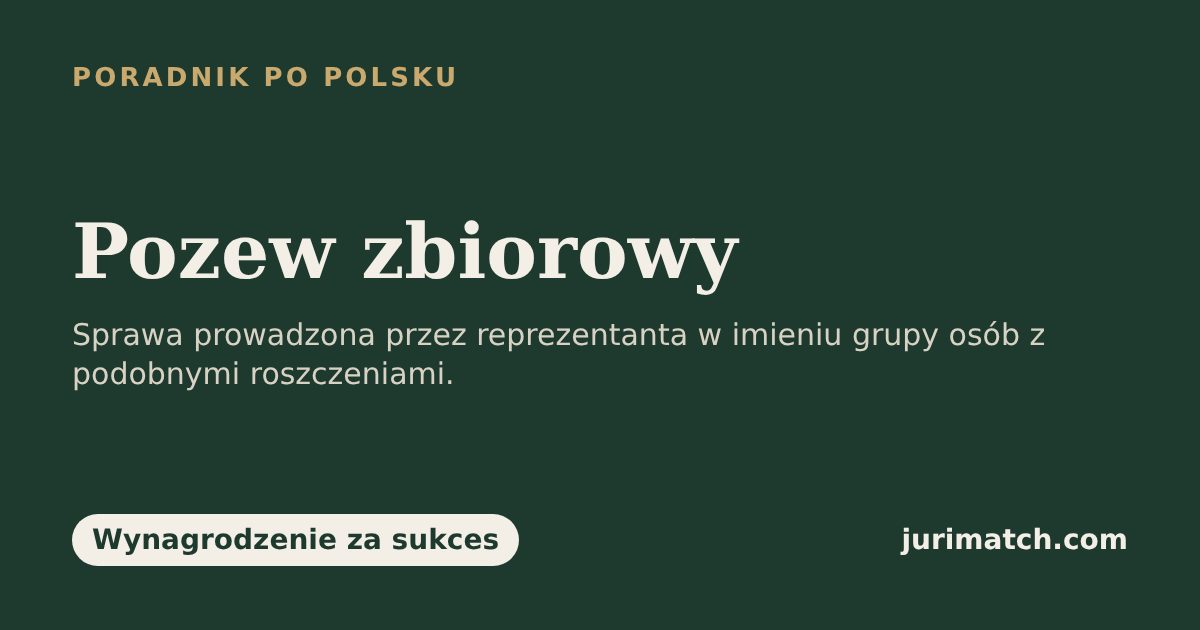 PORADNIK PO POLSKU
Pozew zbiorowy
Sprawa prowadzona przez reprezentanta w imieniu grupy osób z
podobnymi roszczeniami.
Wynagrodzenie za sukces
jurimatch.com